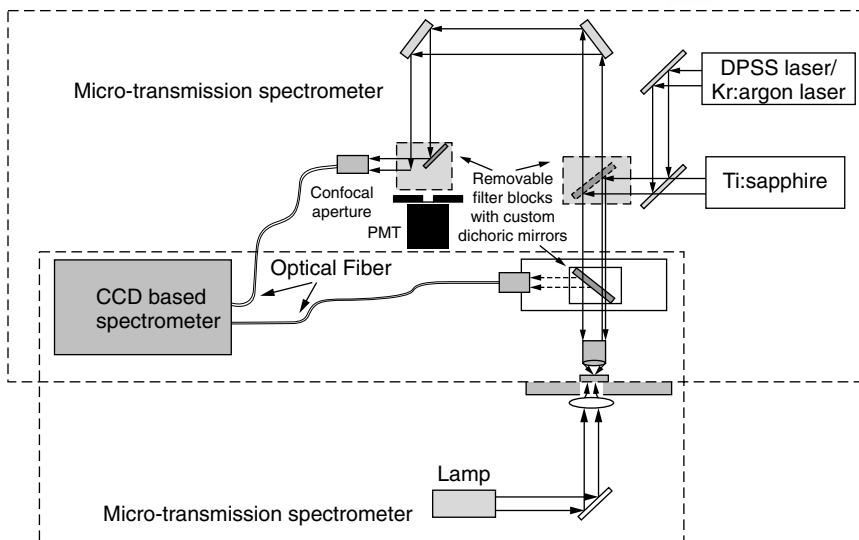 DPSS laser/
Kr:argon laser
Micro-transmission spectrometer
Confocal
aperture
Removable
filter blocks
with custom
dichoric mirrors
Ti:sapphire
PMT
Optical Fiber
CCD based
spectrometer
Lamp
Micro-transmission spectrometer